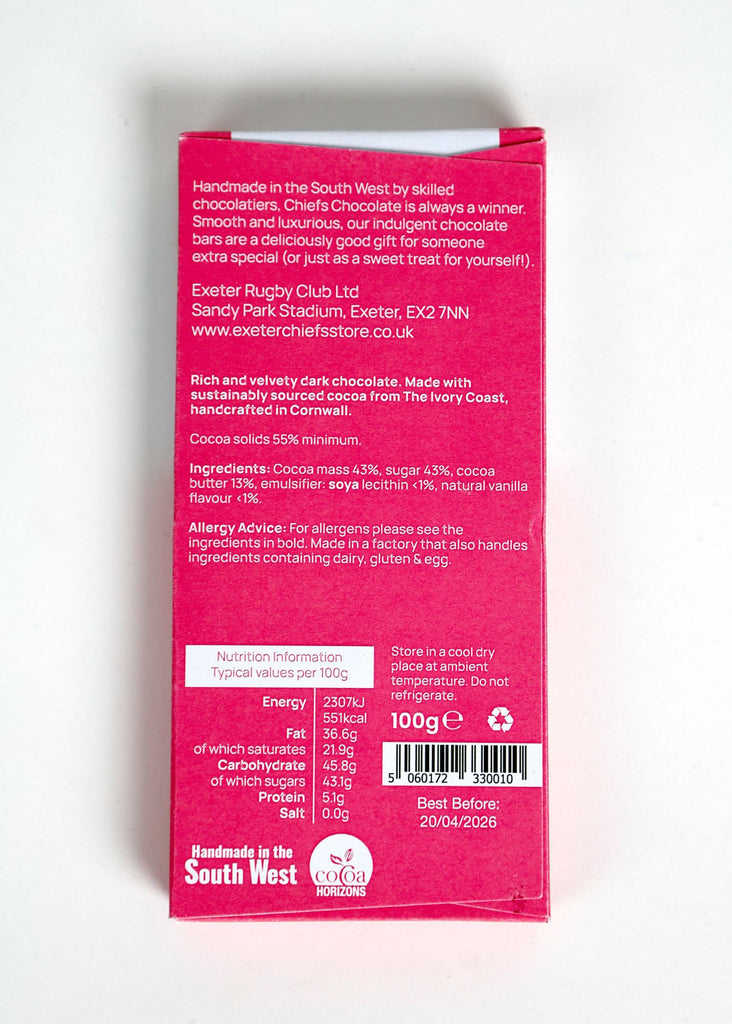 Handmade in the South West by skilled
chocolatiers, Chiefs Chocolate is always a winner.
Smooth and luxurious, our indulgent chocolate
bars are a deliciously good gift for someone
extra special (or just as a sweet treat for yourself!).
Exeter Rugby Club Ltd
Sandy Park Stadium, Exeter, EX2 7NN
www.exeterchiefsstore.co.uk
Rich and velvety dark chocolate. Made with
sustainably sourced cocoa from The Ivory Coast,
handcrafted in Cornwall.
Cocoa solids 55% minimum.
Ingredients: Cocoa mass 43%, sugar 43%, cocoa
butter 13%, emulsifier: soya lecithin <1%, natural vanilla
flavour <1%.
Allergy Advice: For allergens please see the
ingredients in bold. Made in a factory that also handles
ingredients containing dairy, gluten & egg.
Nutrition Information
Typical values per 100g
Energy 2307kJ
551kcal
Fat 36.6g
of which saturates 21.9g
Carbohydrate 45.8g
of which sugars 43.1g
Protein 5.1g
Salt 0.0g
Store in a cool dry
place at ambient
temperature. Do not
refrigerate.
100g ℮
5 060172 330010
Best Before:
20/04/2026
Handmade in the
South West
cocoa
HORIZONS